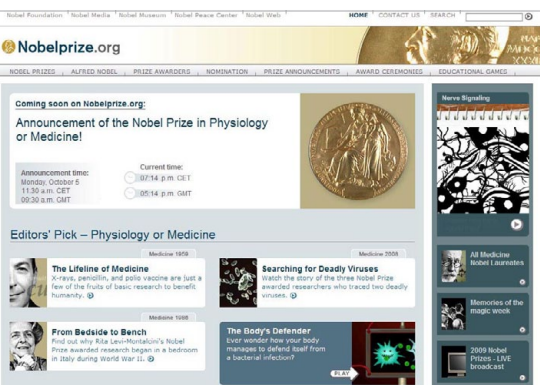 Nobel Foundation Nobel Media Nobel Museum Nobel Peace Center Nobel Web HOME CONTACT US SEARCH
Nobelprize.org
NOBEL PRIZES ALFRED NOBEL PRIZE AWARDERS NOMINATION PRIZE ANNOUNCEMENTS AWARD CEREMONIES EDUCATIONAL GAMES
Coming soon on Nobelprize.org:
Announcement of the Nobel Prize in Physiology
or Medicine!
Announcement time:
Monday, October 5
11:30 a.m. CET
09:30 a.m. GMT
Current time:
07:14 p.m. CET
05:14 p.m. GMT
Nerve Signaling
Editors' Pick – Physiology or Medicine
The Lifeline of Medicine
X-rays, penicillin, and polio vaccine are just a
few of the fruits of basic research to benefit
humanity.
Medicine 2008
Searching for Deadly Viruses
Watch the story of the three Nobel Prize
awarded researchers who traced two deadly
viruses.
Medicine 1986
From Bedside to Bench
Find out why Rita Levi-Montalcini's Nobel
Prize awarded research began in a bedroom
in Italy during World War II.
The Body's Defender
Ever wonder how your body
manages to defend itself from
a bacterial infection?
PLAY
All Medicine
Nobel Laureates
Memories of the
magic week
2009 Nobel
Prizes - LIVE
broadcast